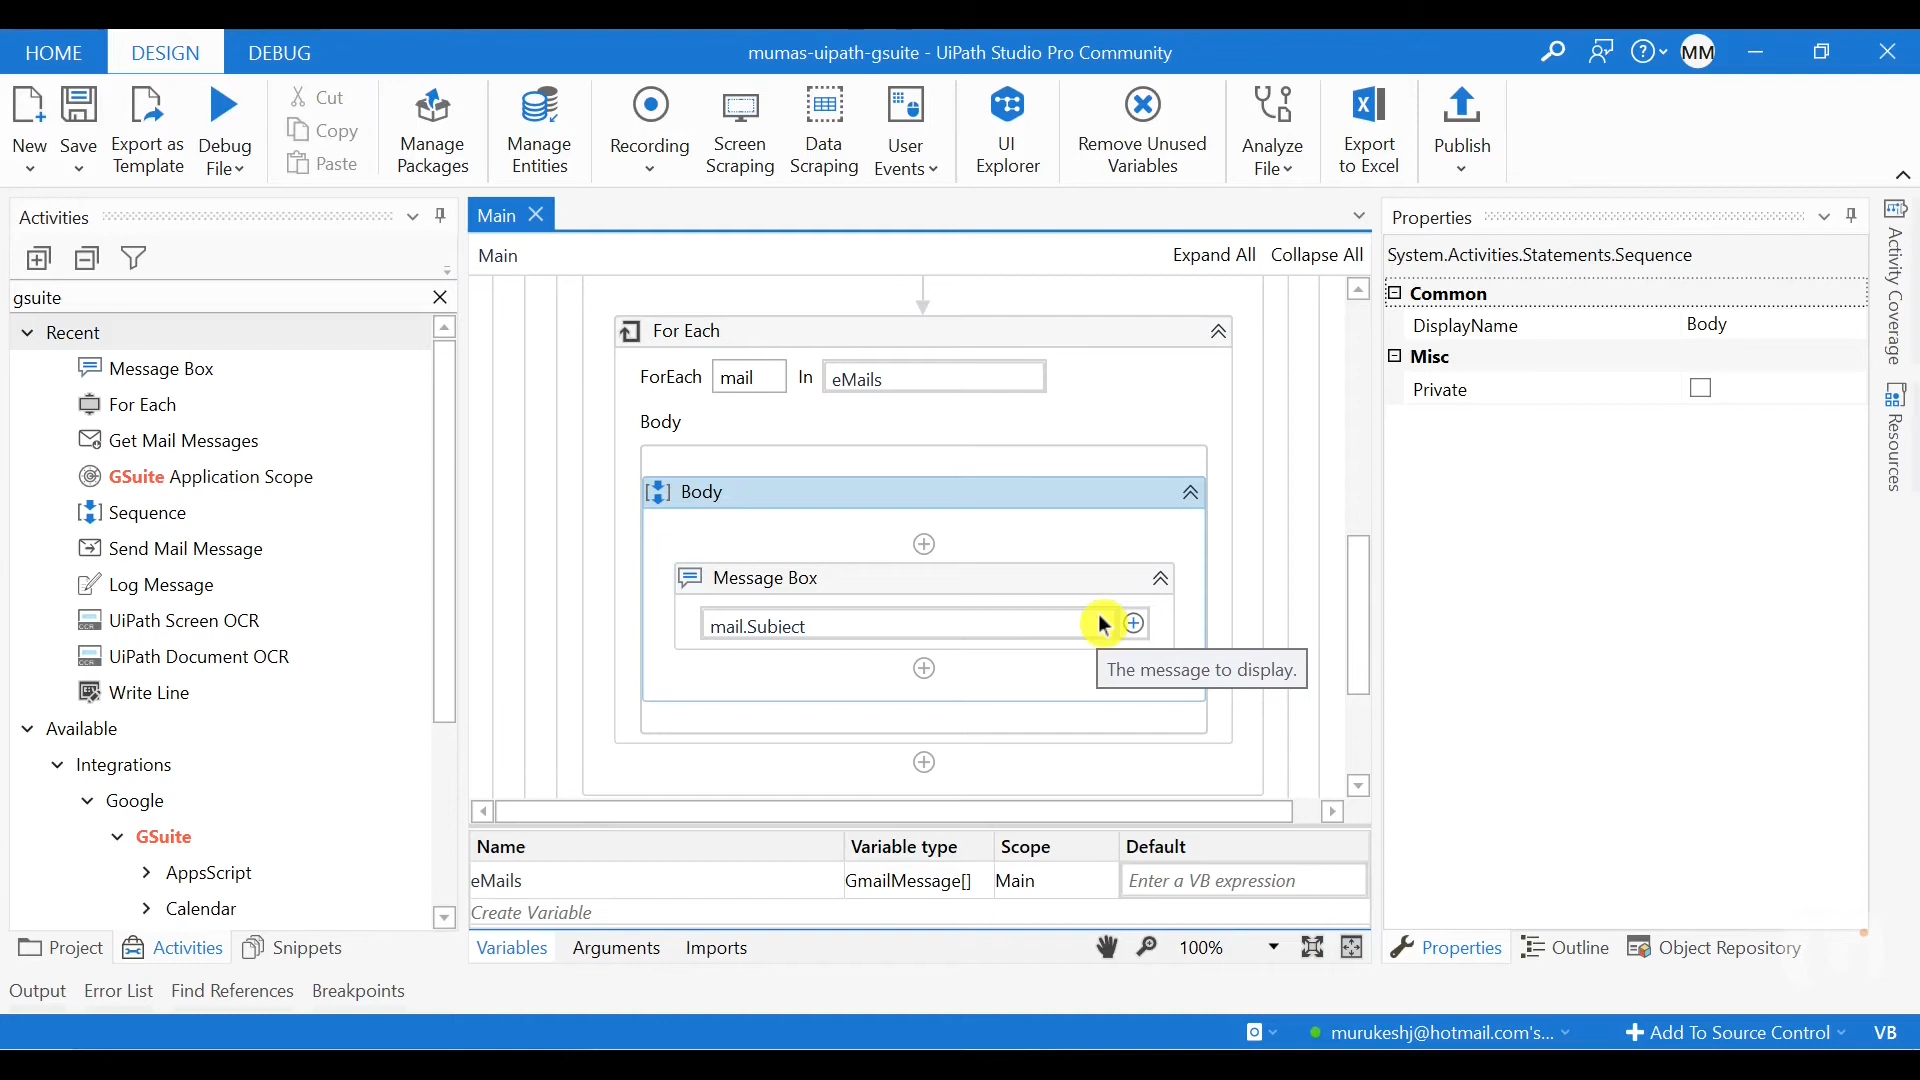 HOME DESIGN DEBUG mumas-uipath-gsuite - UiPath Studio Pro Community MM
New Save Export as Template Debug File Cut Copy Paste Manage Packages Manage Entities Recording Screen Scraping Data Scraping User Events UI Explorer Remove Unused Variables Analyze File Export to Excel Publish
Activities
gsuite
Recent
Message Box
For Each
Get Mail Messages
GSuite Application Scope
Sequence
Send Mail Message
Log Message
UiPath Screen OCR
UiPath Document OCR
Write Line
Available
Integrations
Google
GSuite
AppsScript
Calendar
Project Activities Snippets
Main
Main Expand All Collapse All
For Each
ForEach mail In eMails
Body
Body
Message Box
mail.Subject
The message to display.
Name Variable type Scope Default
eMails GmailMessage[] Main Enter a VB expression
Create Variable
Variables Arguments Imports 100%
Properties
System.Activities.Statements.Sequence
Common
DisplayName Body
Misc
Private
Properties Outline Object Repository
Activity Coverage
Resources
Output Error List Find References Breakpoints
murukeshj@hotmail.com's... Add To Source Control VB